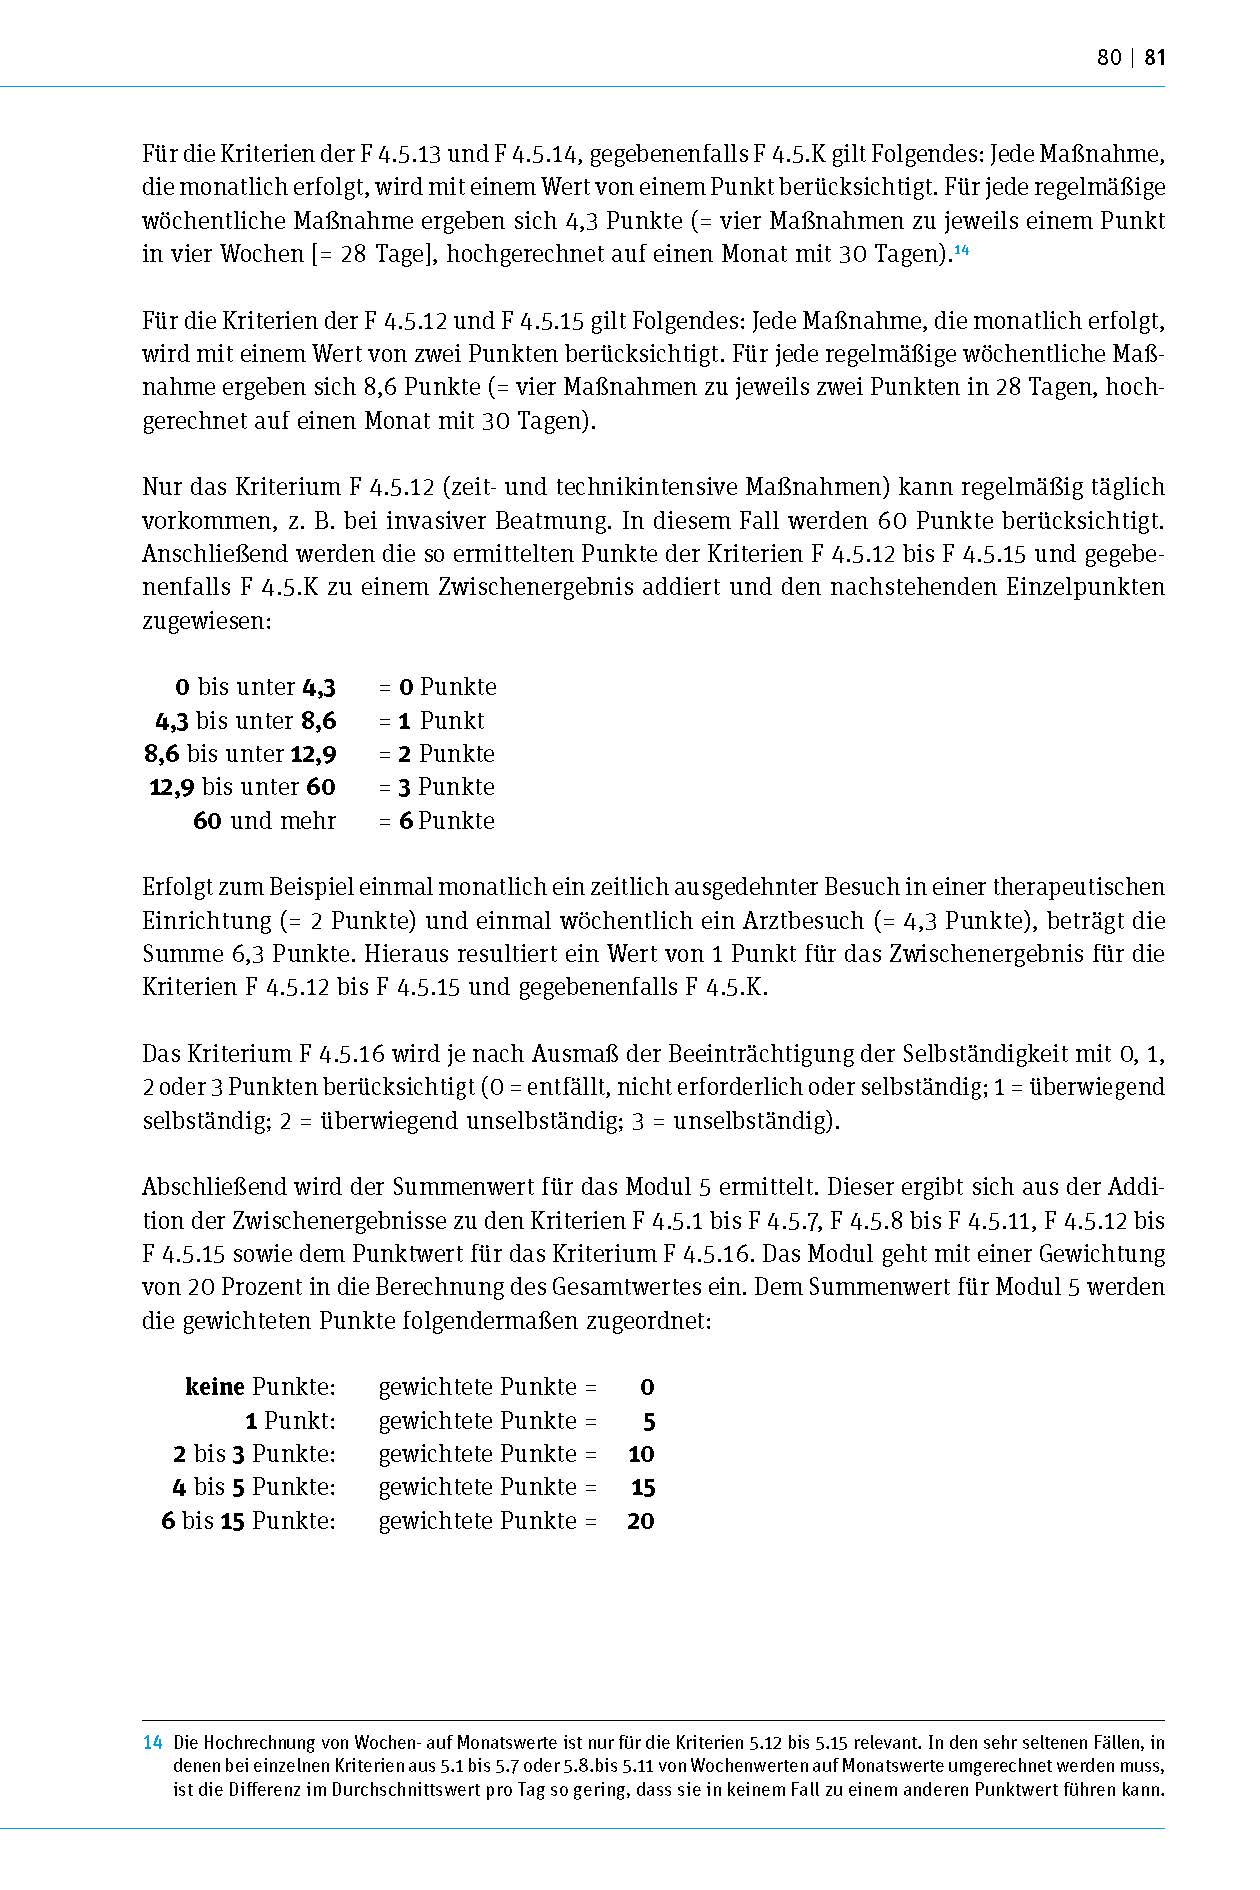 80 | 81
Für die Kriterien der F 4.5.13 und F 4.5.14, gegebenenfalls F 4.5.K gilt Folgendes: Jede Maßnahme,
die monatlich erfolgt, wird mit einem Wert von einem Punkt berücksichtigt. Für jede regelmäßige
wöchentliche Maßnahme ergeben sich 4,3 Punkte (= vier Maßnahmen zu jeweils einem Punkt
in vier Wochen [= 28 Tage], hochgerechnet auf einen Monat mit 30 Tagen).14
Für die Kriterien der F 4.5.12 und F 4.5.15 gilt Folgendes: Jede Maßnahme, die monatlich erfolgt,
wird mit einem Wert von zwei Punkten berücksichtigt. Für jede regelmäßige wöchentliche Maß-
nahme ergeben sich 8,6 Punkte (= vier Maßnahmen zu jeweils zwei Punkten in 28 Tagen, hoch-
gerechnet auf einen Monat mit 30 Tagen).
Nur das Kriterium F 4.5.12 (zeit- und technikintensive Maßnahmen) kann regelmäßig täglich
vorkommen, z. B. bei invasiver Beatmung. In diesem Fall werden 60 Punkte berücksichtigt.
Anschließend werden die so ermittelten Punkte der Kriterien F 4.5.12 bis F 4.5.15 und gegebe-
nenfalls F 4.5.K zu einem Zwischenergebnis addiert und den nachstehenden Einzelpunkten
zugewiesen:
0 bis unter 4,3 = 0 Punkte
4,3 bis unter 8,6 = 1 Punkt
8,6 bis unter 12,9 = 2 Punkte
12,9 bis unter 60 = 3 Punkte
60 und mehr = 6 Punkte
Erfolgt zum Beispiel einmal monatlich ein zeitlich ausgedehnter Besuch in einer therapeutischen
Einrichtung (= 2 Punkte) und einmal wöchentlich ein Arztbesuch (= 4,3 Punkte), beträgt die
Summe 6,3 Punkte. Hieraus resultiert ein Wert von 1 Punkt für das Zwischenergebnis für die
Kriterien F 4.5.12 bis F 4.5.15 und gegebenenfalls F 4.5.K.
Das Kriterium F 4.5.16 wird je nach Ausmaß der Beeinträchtigung der Selbständigkeit mit 0, 1,
2 oder 3 Punkten berücksichtigt (0 = entfällt, nicht erforderlich oder selbständig; 1 = überwiegend
selbständig; 2 = überwiegend unselbständig; 3 = unselbständig).
Abschließend wird der Summenwert für das Modul 5 ermittelt. Dieser ergibt sich aus der Addi-
tion der Zwischenergebnisse zu den Kriterien F 4.5.1 bis F 4.5.7, F 4.5.8 bis F 4.5.11, F 4.5.12 bis
F 4.5.15 sowie dem Punktwert für das Kriterium F 4.5.16. Das Modul geht mit einer Gewichtung
von 20 Prozent in die Berechnung des Gesamtwertes ein. Dem Summenwert für Modul 5 werden
die gewichteten Punkte folgendermaßen zugeordnet:
keine Punkte: gewichtete Punkte = 0
1 Punkt: gewichtete Punkte = 5
2 bis 3 Punkte: gewichtete Punkte = 10
4 bis 5 Punkte: gewichtete Punkte = 15
6 bis 15 Punkte: gewichtete Punkte = 20
14 Die Hochrechnung von Wochen- auf Monatswerte ist nur für die Kriterien 5.12 bis 5.15 relevant. In den sehr seltenen Fällen, in
denen bei einzelnen Kriterien aus 5.1 bis 5.7 oder 5.8.bis 5.11 von Wochenwerten auf Monatswerte umgerechnet werden muss,
ist die Differenz im Durchschnittswert pro Tag so gering, dass sie in keinem Fall zu einem anderen Punktwert führen kann.